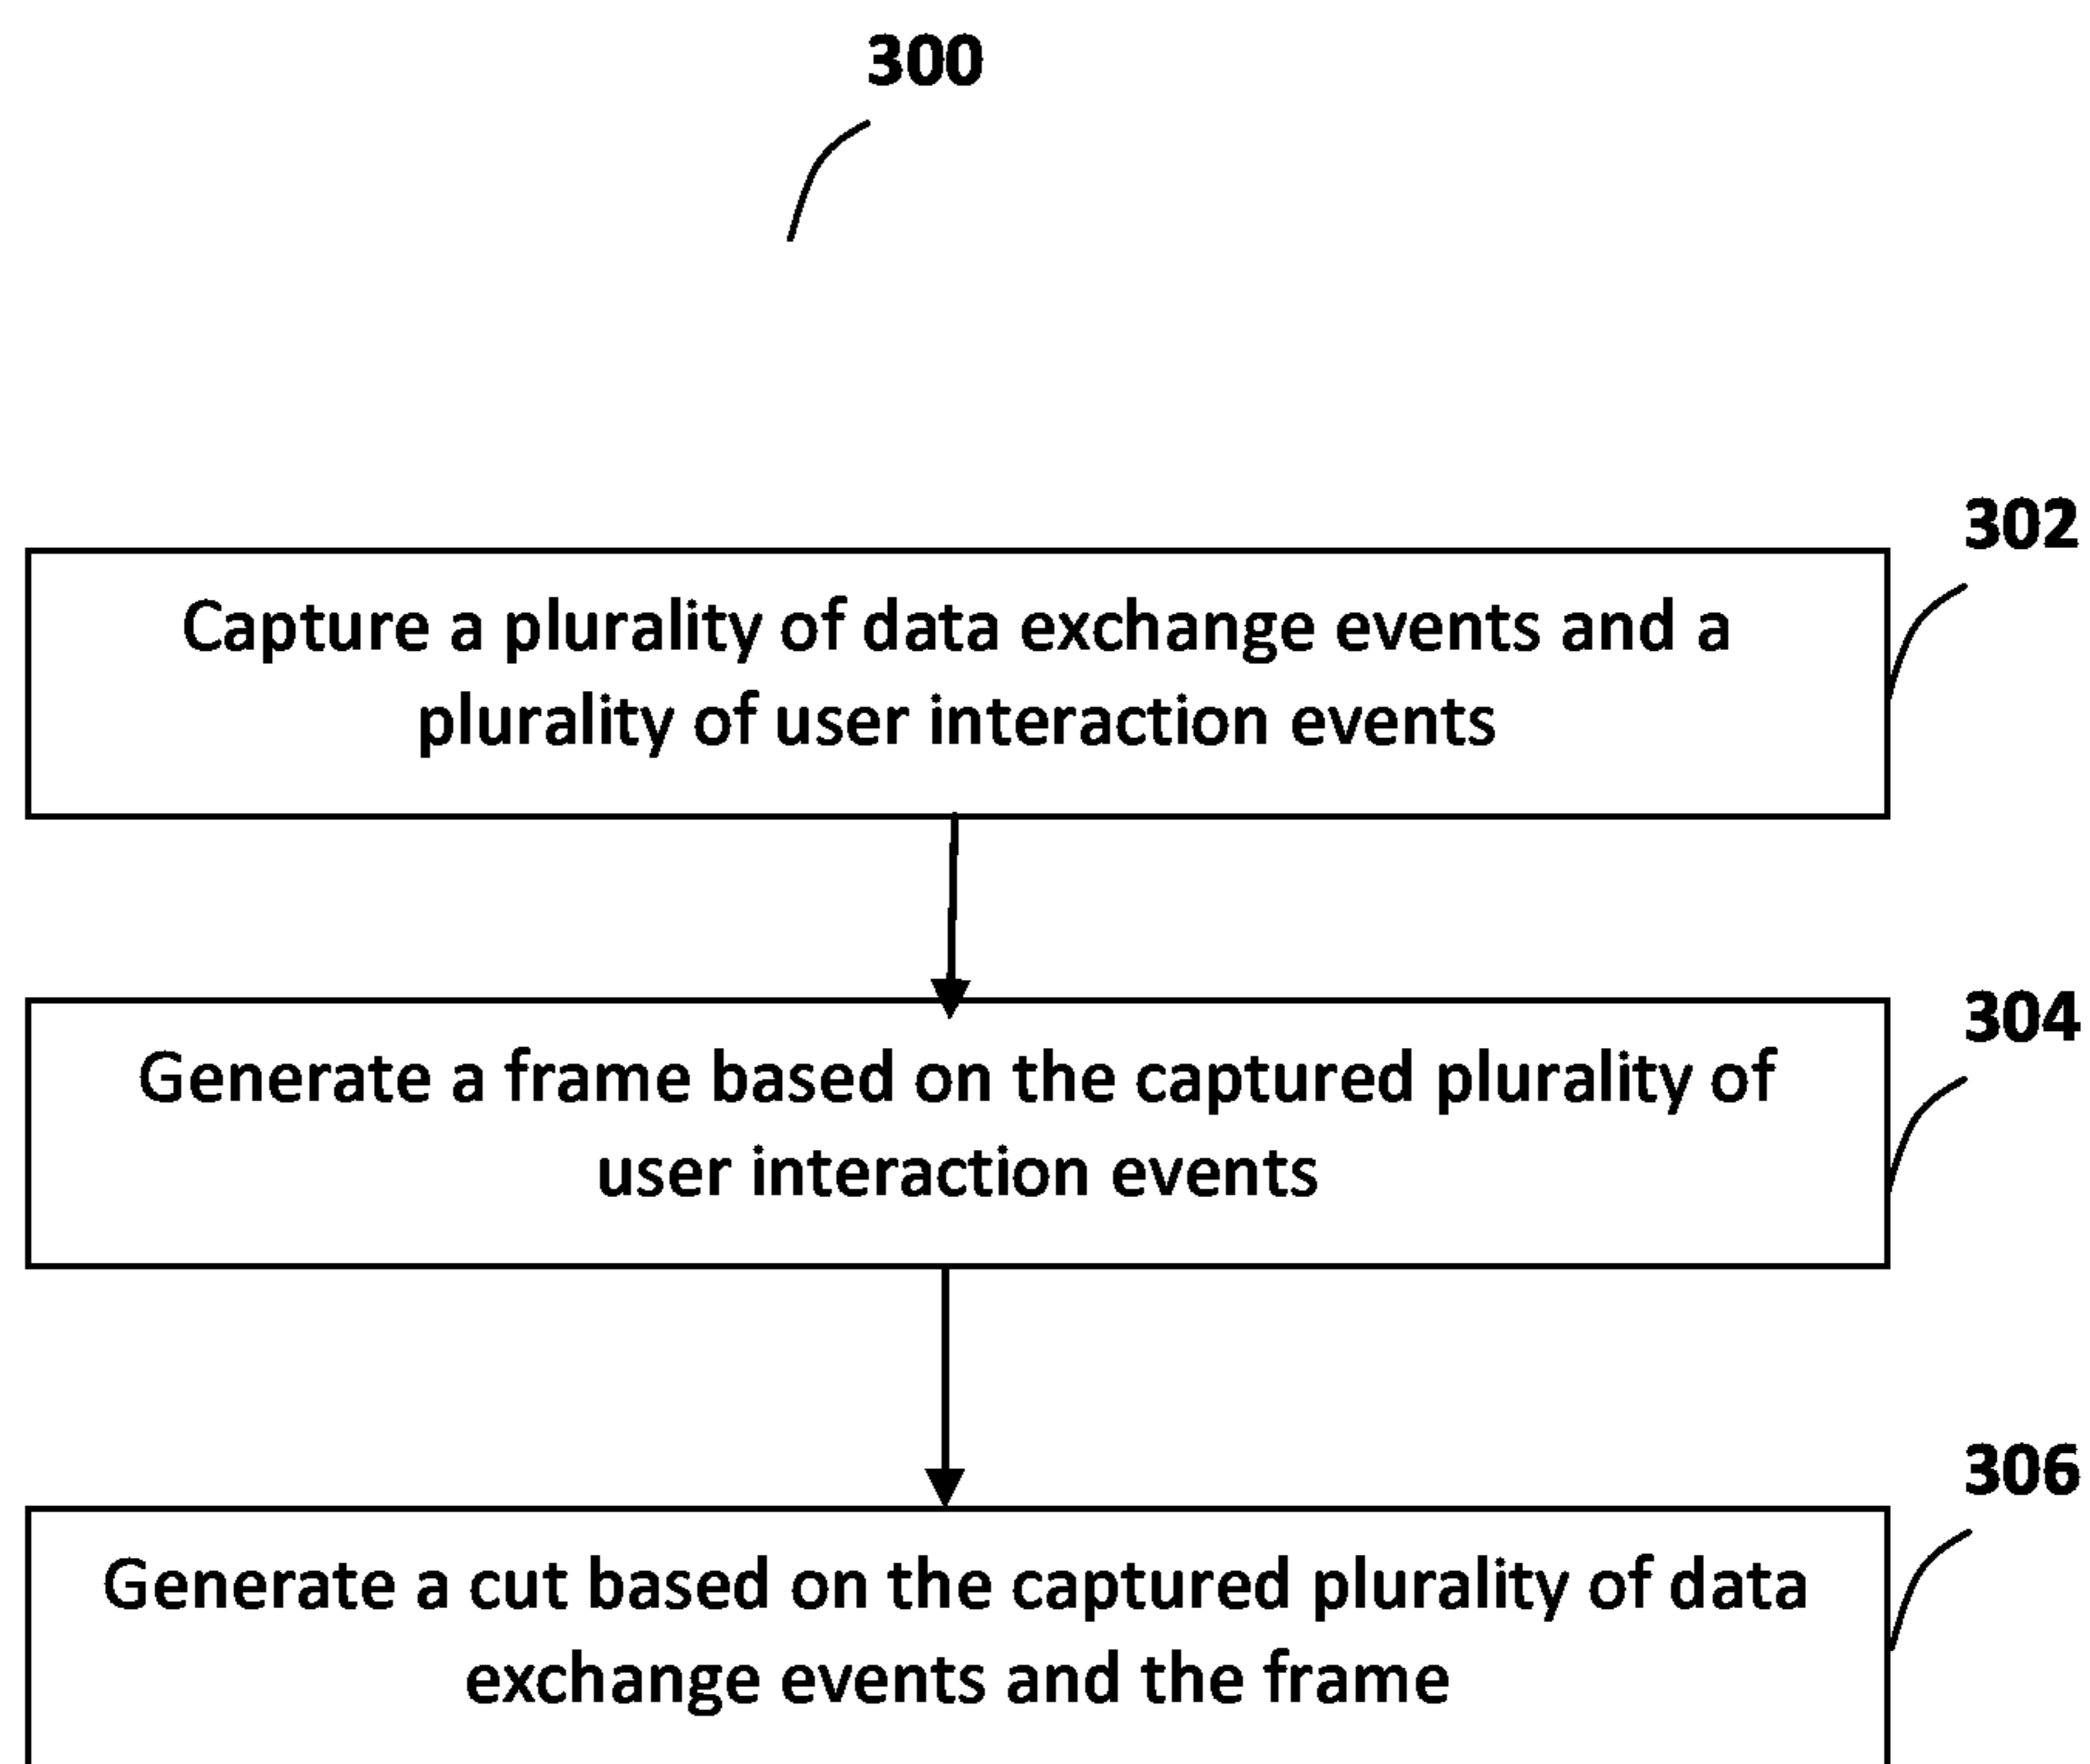 300
302
Capture a plurality of data exchange events and a
plurality of user interaction events
304
Generate a frame based on the captured plurality of
user interaction events
306
Generate a cut based on the captured plurality of data
exchange events and the frame